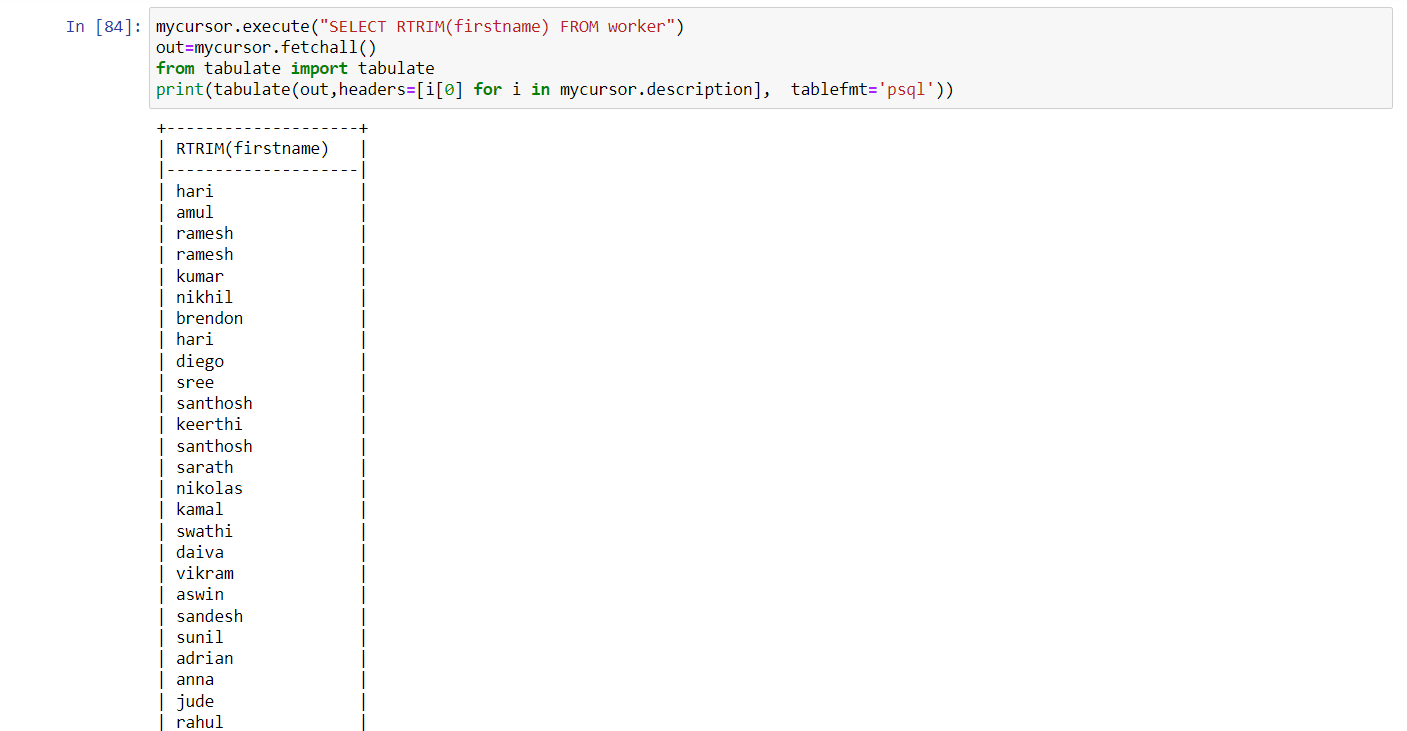 In [84]: mycursor.execute("SELECT RTRIM(firstname) FROM worker")
out=mycursor.fetchall()
from tabulate import tabulate
print(tabulate(out,headers=[i[0] for i in mycursor.description],  tablefmt='psql'))
+--------------------+
| RTRIM(firstname)   |
|--------------------|
| hari               |
| amul               |
| ramesh             |
| ramesh             |
| kumar              |
| nikhil             |
| brendon            |
| hari               |
| diego              |
| sree               |
| santhosh           |
| keerthi            |
| santhosh           |
| sarath             |
| nikolas            |
| kamal              |
| swathi             |
| daiva              |
| vikram             |
| aswin              |
| sandesh            |
| sunil              |
| adrian             |
| anna               |
| jude               |
| rahul              |